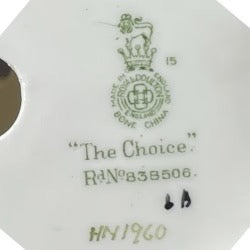 15
MADE IN ENGLAND
ROYAL DOULTON
ENGLAND
BONE CHINA
"The Choice".
Rd No 838506.
HN1960